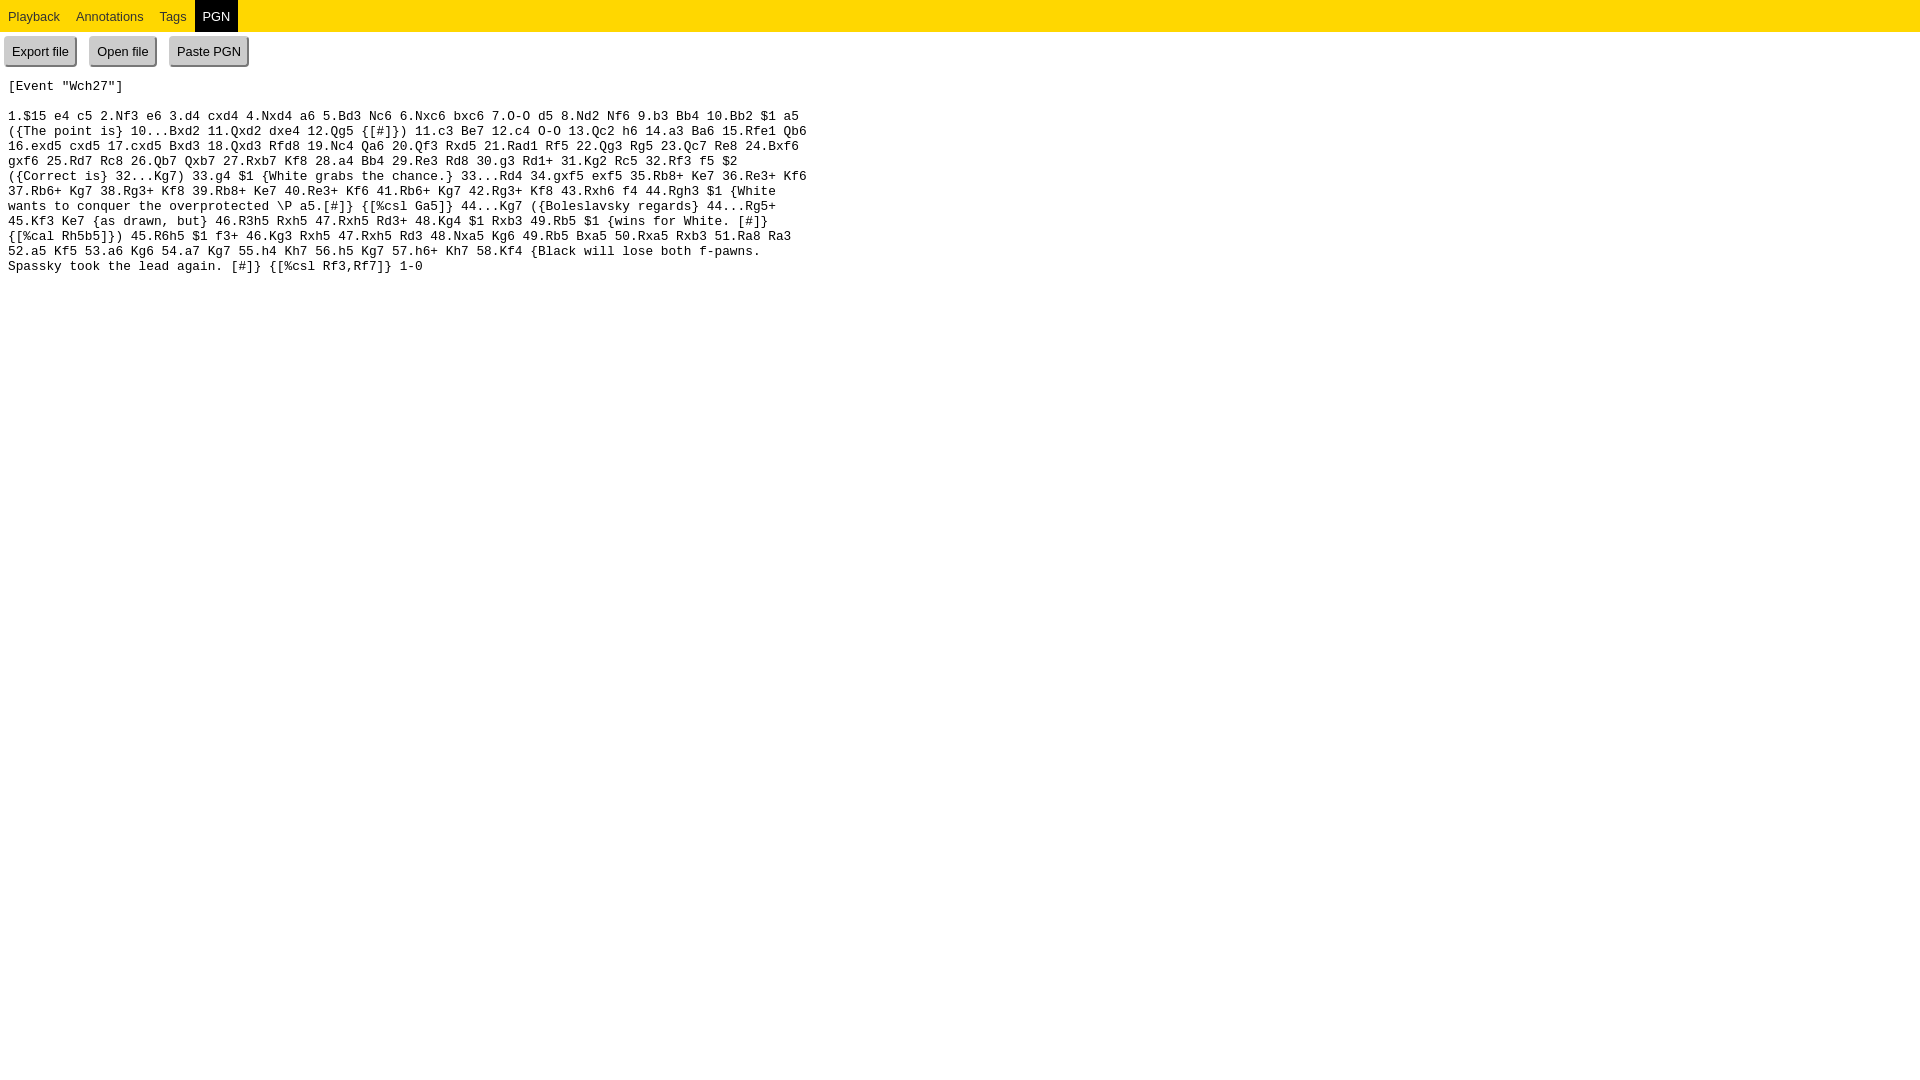 Playback Annotations Tags PGN
Export file Open file Paste PGN
[Event "Wch27"]
1.$15 e4 c5 2.Nf3 e6 3.d4 cxd4 4.Nxd4 a6 5.Bd3 Nc6 6.Nxc6 bxc6 7.O-O d5 8.Nd2 Nf6 9.b3 Bb4 10.Bb2 $1 a5
({The point is} 10...Bxd2 11.Qxd2 dxe4 12.Qg5 {[#]}) 11.c3 Be7 12.c4 O-O 13.Qc2 h6 14.a3 Ba6 15.Rfe1 Qb6
16.exd5 cxd5 17.cxd5 Bxd3 18.Qxd3 Rfd8 19.Nc4 Qa6 20.Qf3 Rxd5 21.Rad1 Rf5 22.Qg3 Rg5 23.Qc7 Re8 24.Bxf6
gxf6 25.Rd7 Rc8 26.Qb7 Qxb7 27.Rxb7 Kf8 28.a4 Bb4 29.Re3 Rd8 30.g3 Rd1+ 31.Kg2 Rc5 32.Rf3 f5 $2
({Correct is} 32...Kg7) 33.g4 $1 {White grabs the chance.} 33...Rd4 34.gxf5 exf5 35.Rb8+ Ke7 36.Re3+ Kf6
37.Rb6+ Kg7 38.Rg3+ Kf8 39.Rb8+ Ke7 40.Re3+ Kf6 41.Rb6+ Kg7 42.Rg3+ Kf8 43.Rxh6 f4 44.Rgh3 $1 {White
wants to conquer the overprotected \P a5.[#]} {[%csl Ga5]} 44...Kg7 ({Boleslavsky regards} 44...Rg5+
45.Kf3 Ke7 {as drawn, but} 46.R3h5 Rxh5 47.Rxh5 Rd3+ 48.Kg4 $1 Rxb3 49.Rb5 $1 {wins for White. [#]}
{[%cal Rh5b5]}) 45.R6h5 $1 f3+ 46.Kg3 Rxh5 47.Rxh5 Rd3 48.Nxa5 Kg6 49.Rb5 Bxa5 50.Rxa5 Rxb3 51.Ra8 Ra3
52.a5 Kf5 53.a6 Kg6 54.a7 Kg7 55.h4 Kh7 56.h5 Kg7 57.h6+ Kh7 58.Kf4 {Black will lose both f-pawns.
Spassky took the lead again. [#]} {[%csl Rf3,Rf7]} 1-0